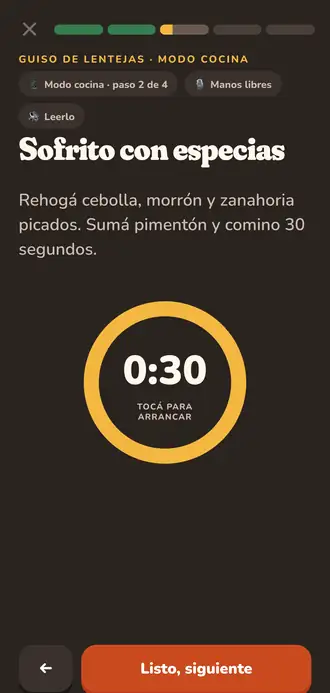 GUISO DE LENTEJAS · MODO COCINA
Modo cocina · paso 2 de 4
Manos libres
Leerlo
Sofrito con especias
Rehogá cebolla, morrón y zanahoria
picados. Sumá pimentón y comino 30
segundos.
0:30
TOCÁ PARA
ARRANCAR
Listo, siguiente